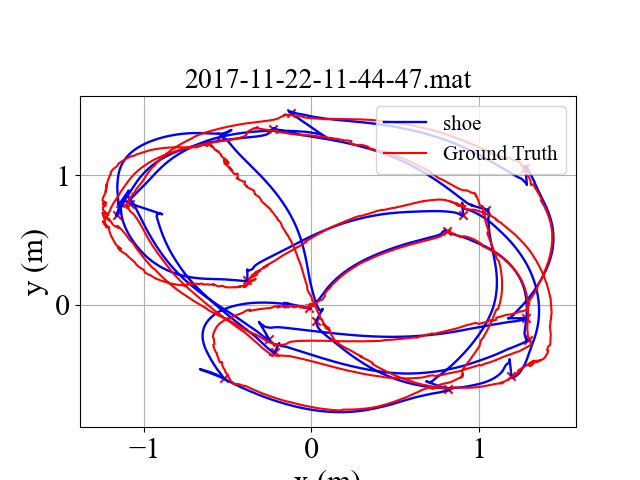 2017-11-22-11-44-47.mat
shoe
Ground Truth
y (m)
1
0
−1
0
1
x (m)